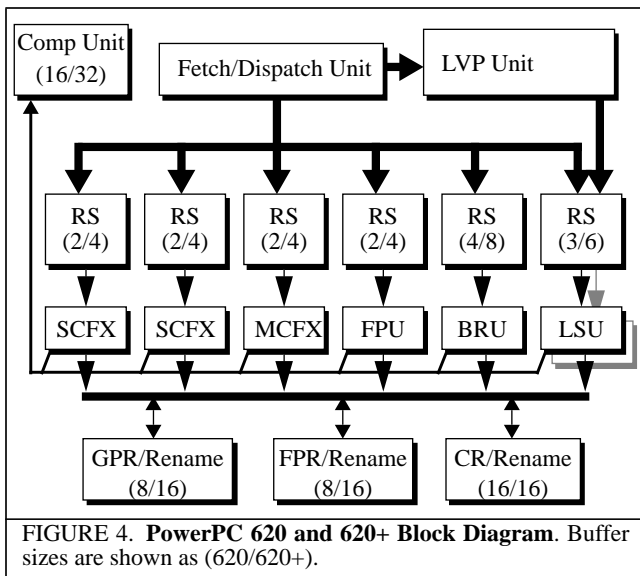 Comp Unit
(16/32)
Fetch/Dispatch Unit
LVP Unit
RS
(2/4)
RS
(2/4)
RS
(2/4)
RS
(2/4)
RS
(4/8)
RS
(3/6)
SCFX
SCFX
MCFX
FPU
BRU
LSU
GPR/Rename
(8/16)
FPR/Rename
(8/16)
CR/Rename
(16/16)
FIGURE 4. PowerPC 620 and 620+ Block Diagram. Buffer
sizes are shown as (620/620+).